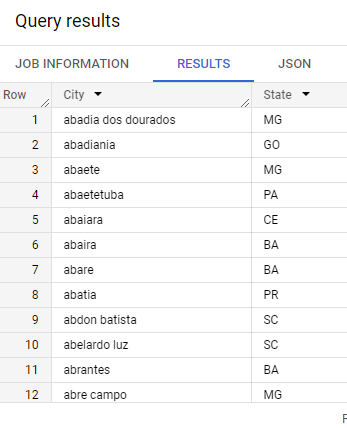 Query results
JOB INFORMATION RESULTS JSON
Row City State
1 abadia dos dourados MG
2 abadiania GO
3 abaete MG
4 abaetetuba PA
5 abaiara CE
6 abaira BA
7 abare BA
8 abatia PR
9 abdon batista SC
10 abelardo luz SC
11 abrantes BA
12 abre campo MG